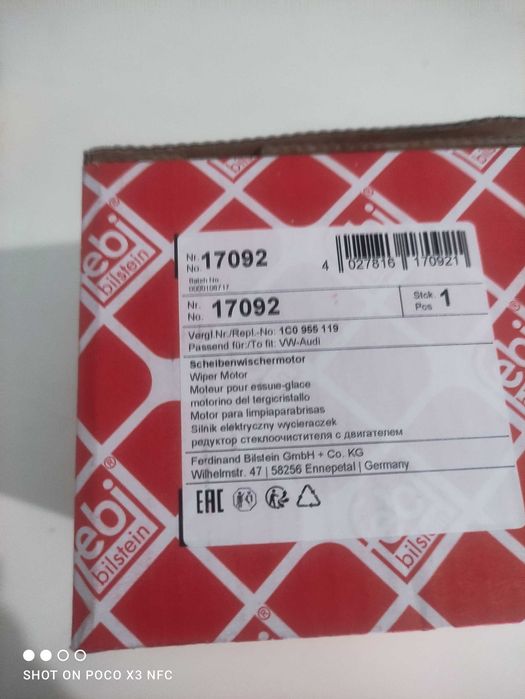 febi
bilstein
®
Nr.
No. 17092
Batch No
4 027816 170921
Nr.
No. 17092
Stck.
Pcs 1
Vergl.Nr./Repl.-No: 1C0 955 119
Passend für:/To fit: VW-Audi
Scheibenwischermotor
Wiper Motor
Moteur pour essuie-glace
motorino del tergicristallo
Motor para limpiaparabrisas
Silnik elektryczny wycieraczek
редуктор стеклоочистителя с двигателем
Ferdinand Bilstein GmbH + Co. KG
Wilhelmstr. 47 | 58256 Ennepetal | Germany
EAC
®
febi
bilstein
bilstein
®
SHOT ON POCO X3 NFC